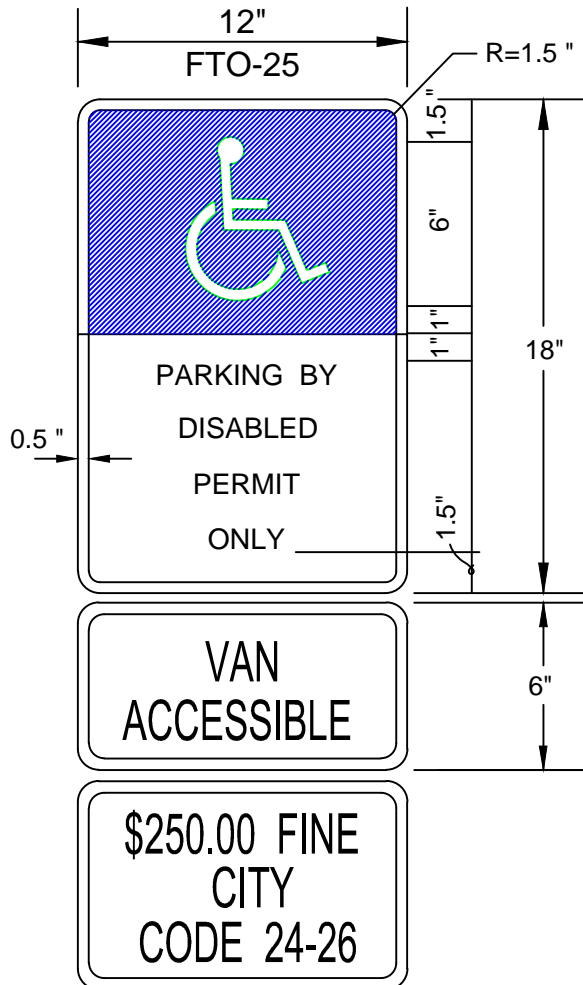 12"
FTO-25
R=1.5 "
1.5"
6"
1"
1"
18"
PARKING BY
DISABLED
0.5 "
PERMIT
ONLY
1.5"
VAN
ACCESSIBLE
6"
$250.00 FINE
CITY
CODE 24-26